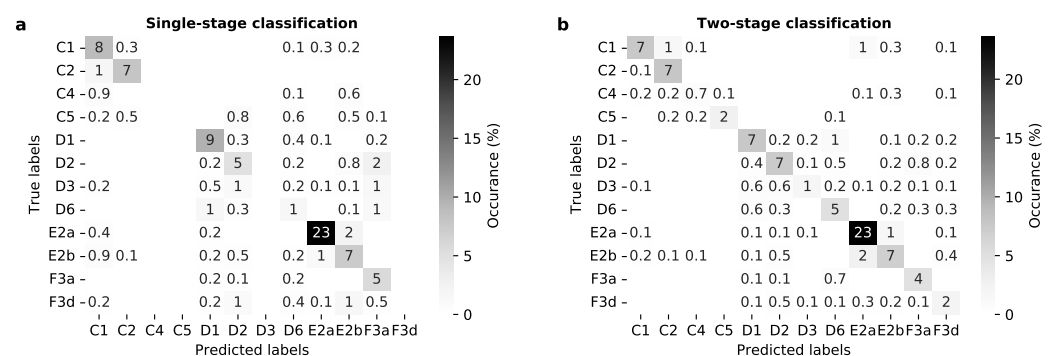 a Single-stage classification
C1 8 0.3 0.1 0.3 0.2
C2 1 7
C4 0.9 0.1 0.6
C5 0.2 0.5 0.8 0.6 0.5 0.1
D1 9 0.3 0.4 0.1 0.2
D2 0.2 5 0.2 0.8 2
D3 0.2 0.5 1 0.2 0.1 0.1 1
D6 1 0.3 1 0.1 1
E2a 0.4 0.2 23 2
E2b 0.9 0.1 0.2 0.5 0.2 1 7
F3a 0.2 0.1 0.2 5
F3d 0.2 0.2 1 0.4 0.1 1 0.5
C1 C2 C4 C5 D1 D2 D3 D6 E2a E2b F3a F3d
Predicted labels
True labels
20
15
10
5
0
Occurance (%)
b Two-stage classification
C1 7 1 0.1 1 0.3 0.1
C2 0.1 7
C4 0.2 0.2 0.7 0.1 0.1 0.3 0.1
C5 0.2 0.2 2 0.1
D1 7 0.2 0.2 1 0.1 0.2 0.2
D2 0.4 7 0.1 0.5 0.2 0.8 0.2
D3 0.1 0.6 0.6 1 0.2 0.1 0.2 0.1 0.1
D6 0.6 0.3 5 0.2 0.3 0.3
E2a 0.1 0.1 0.1 0.1 23 1 0.1
E2b 0.2 0.1 0.1 0.1 0.5 2 7 0.4
F3a 0.1 0.1 0.7 4
F3d 0.1 0.5 0.1 0.1 0.3 0.2 0.1 2
C1 C2 C4 C5 D1 D2 D3 D6 E2a E2b F3a F3d
Predicted labels
True labels
20
15
10
5
0
Occurance (%)